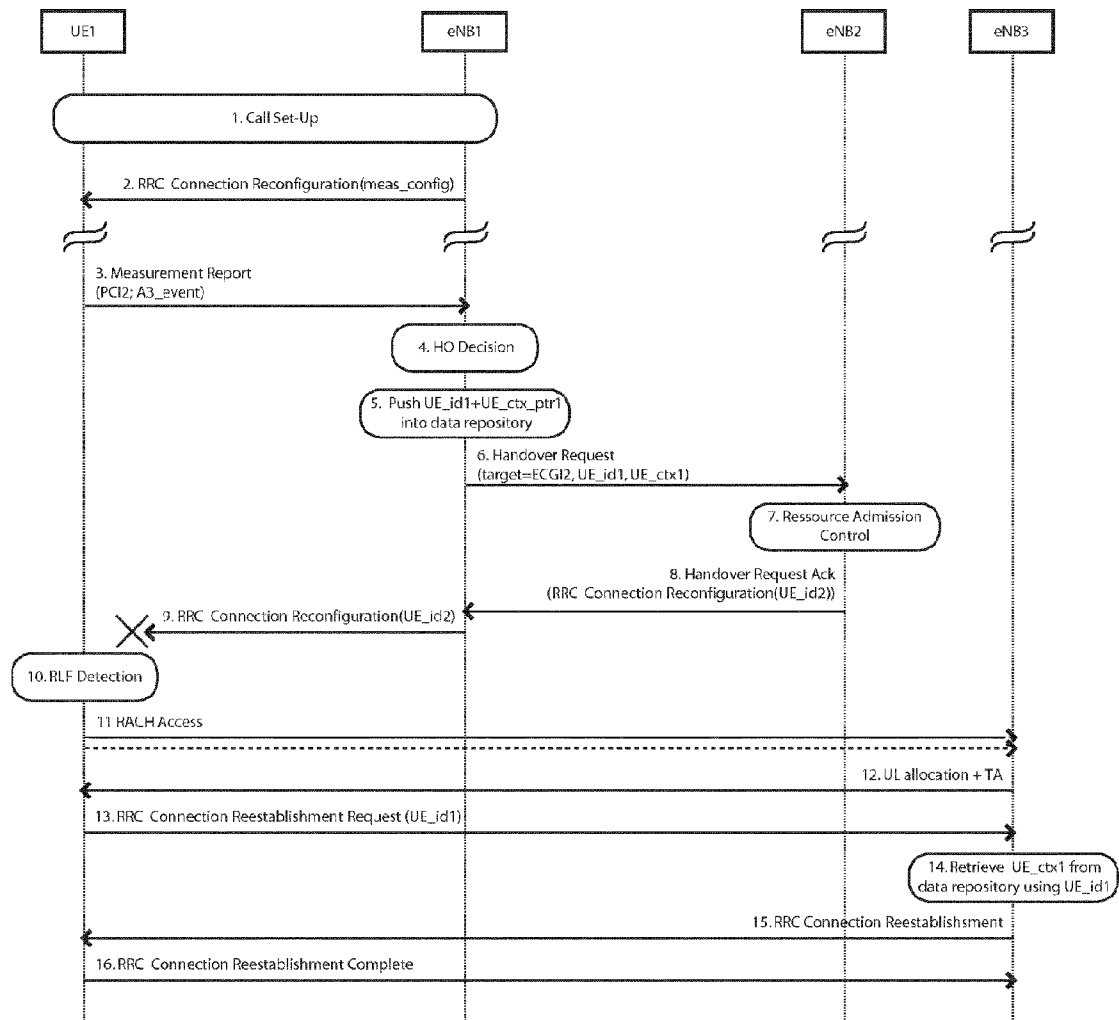 UE1
eNB1
eNB2
eNB3
1. Call Set-Up
2. RRC Connection Reconfiguration(meas_config)
3. Measurement Report
(PCI2; A3_event)
4. HO Decision
5. Push UE_id1+UE_ctx_ptr1
into data repository
6. Handover Request
(target=ECGI2, UE_id1, UE_ctx1)
7. Ressource Admission
Control
8. Handover Request Ack
(RRC Connection Reconfiguration(UE_id2))
9. RRC Connection Reconfiguration(UE_id2)
10. RLF Detection
11 RACH Access
12. UL allocation + TA
13. RRC Connection Reestablishment Request (UE_id1)
14. Retrieve UE_ctx1 from
data repository using UE_id1
15. RRC Connection Reestablishsment
16. RRC Connection Reestablishment Complete